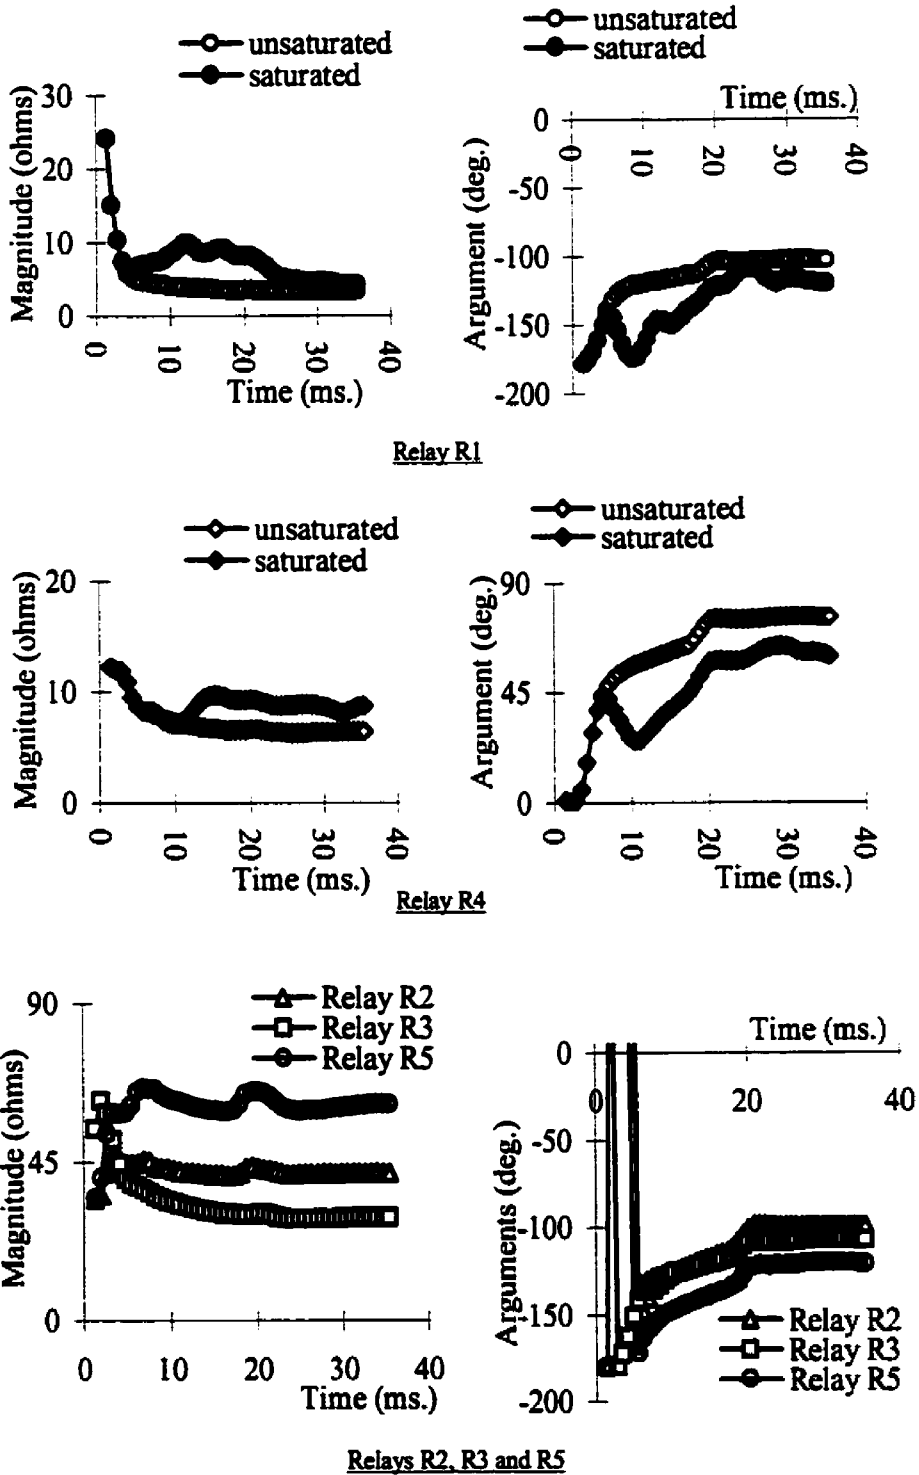 unsaturated
saturated
Magnitude (ohms)
30
20
10
0
0 10 20 30 40
Time (ms.)
unsaturated
saturated
Time (ms.)
Argument (deg.)
0
-50
-100
-150
-200
0 10 20 30 40
Relay R1
unsaturated
saturated
Magnitude (ohms)
20
10
0
0 10 20 30 40
Time (ms.)
unsaturated
saturated
Argument (deg.)
90
45
0
0 10 20 30 40
Time (ms.)
Relay R4
Relay R2
Relay R3
Relay R5
Magnitude (ohms)
90
45
0
0 10 20 30 40
Time (ms.)
Time (ms.)
Arguments (deg.)
0
-50
-100
-150
-200
0 20 40
Relay R2
Relay R3
Relay R5
Relays R2, R3 and R5